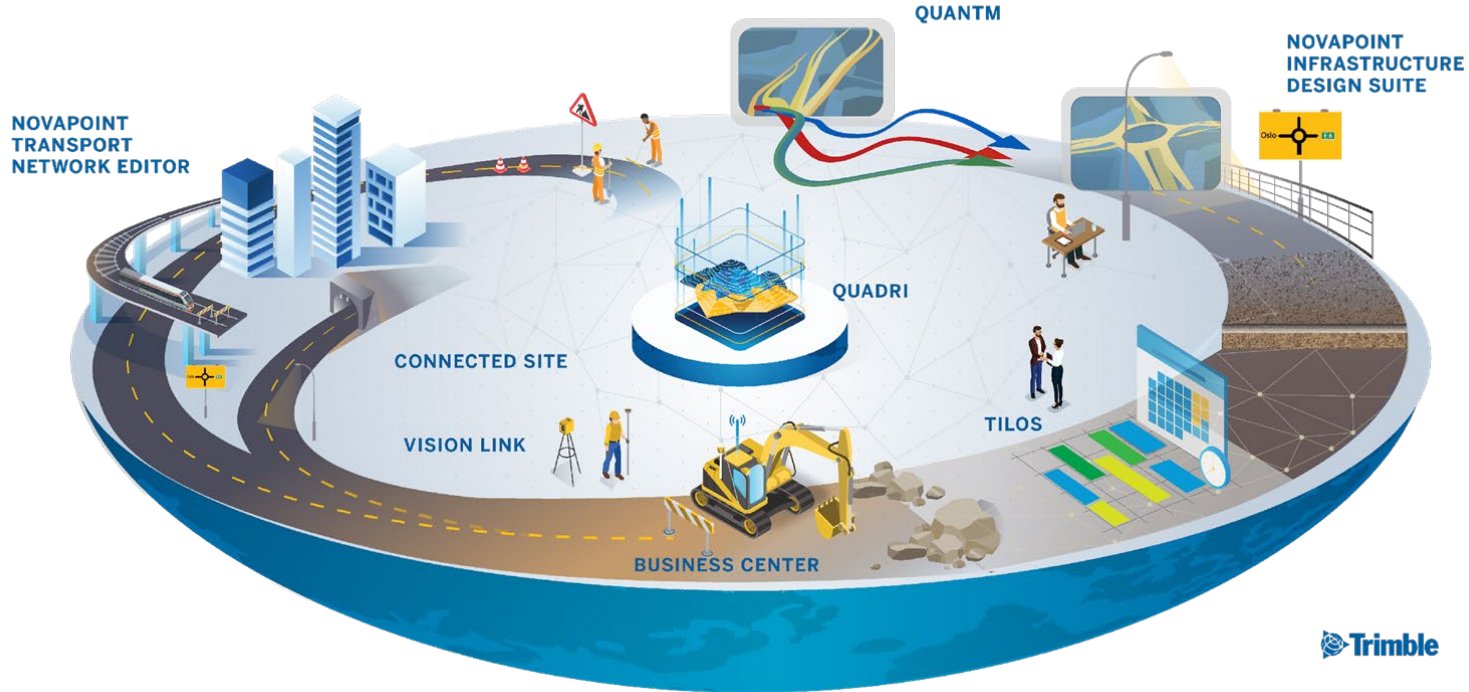 QUANTM
NOVAPOINT
INFRASTRUCTURE
DESIGN SUITE
Oslo E6
NOVAPOINT
TRANSPORT
NETWORK EDITOR
QUADRI
CONNECTED SITE
VISION LINK
TILOS
BUSINESS CENTER
Trimble